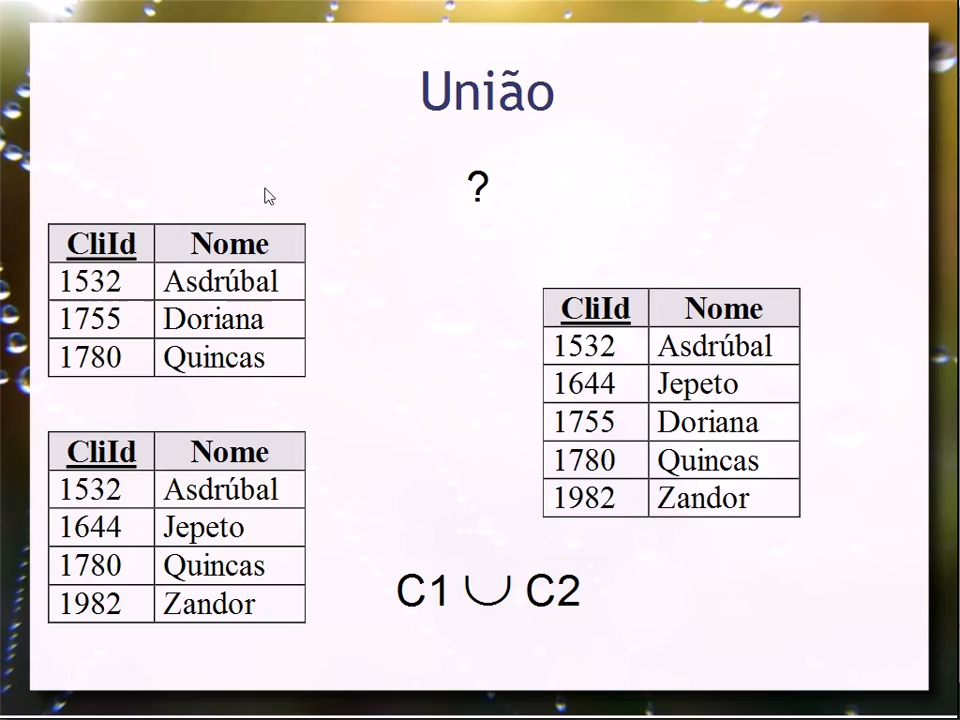 União
?
CliId Nome
1532 Asdrúbal
1755 Doriana
1780 Quincas
CliId Nome
1532 Asdrúbal
1644 Jepeto
1780 Quincas
1982 Zandor
CliId Nome
1532 Asdrúbal
1644 Jepeto
1755 Doriana
1780 Quincas
1982 Zandor
C1 ∪ C2